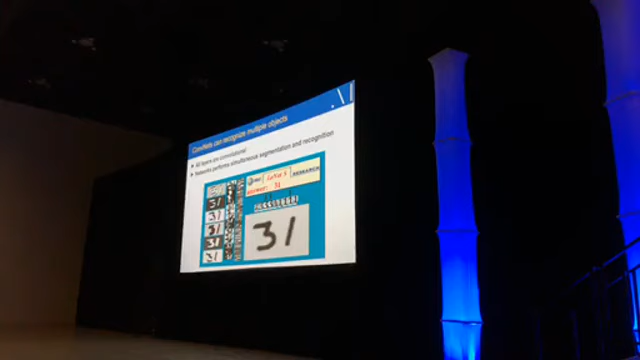 ConvNets can recognize multiple objects
All layers are convolutional
Networks performs simultaneous segmentation and recognition
LeNet 5
RESEARCH
answer: 31
31